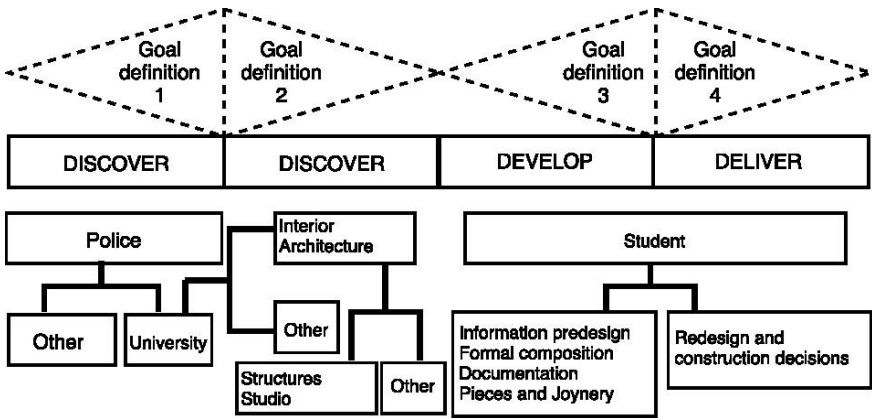 Goal
definition
1
Goal
definition
2
Goal
definition
3
Goal
definition
4
DISCOVER
DISCOVER
DEVELOP
DELIVER
Police
Other
University
Interior
Architecture
Other
Structures
Studio
Other
Student
Information predesign
Formal composition
Documentation
Pieces and Joynery
Redesign and
construction decisions